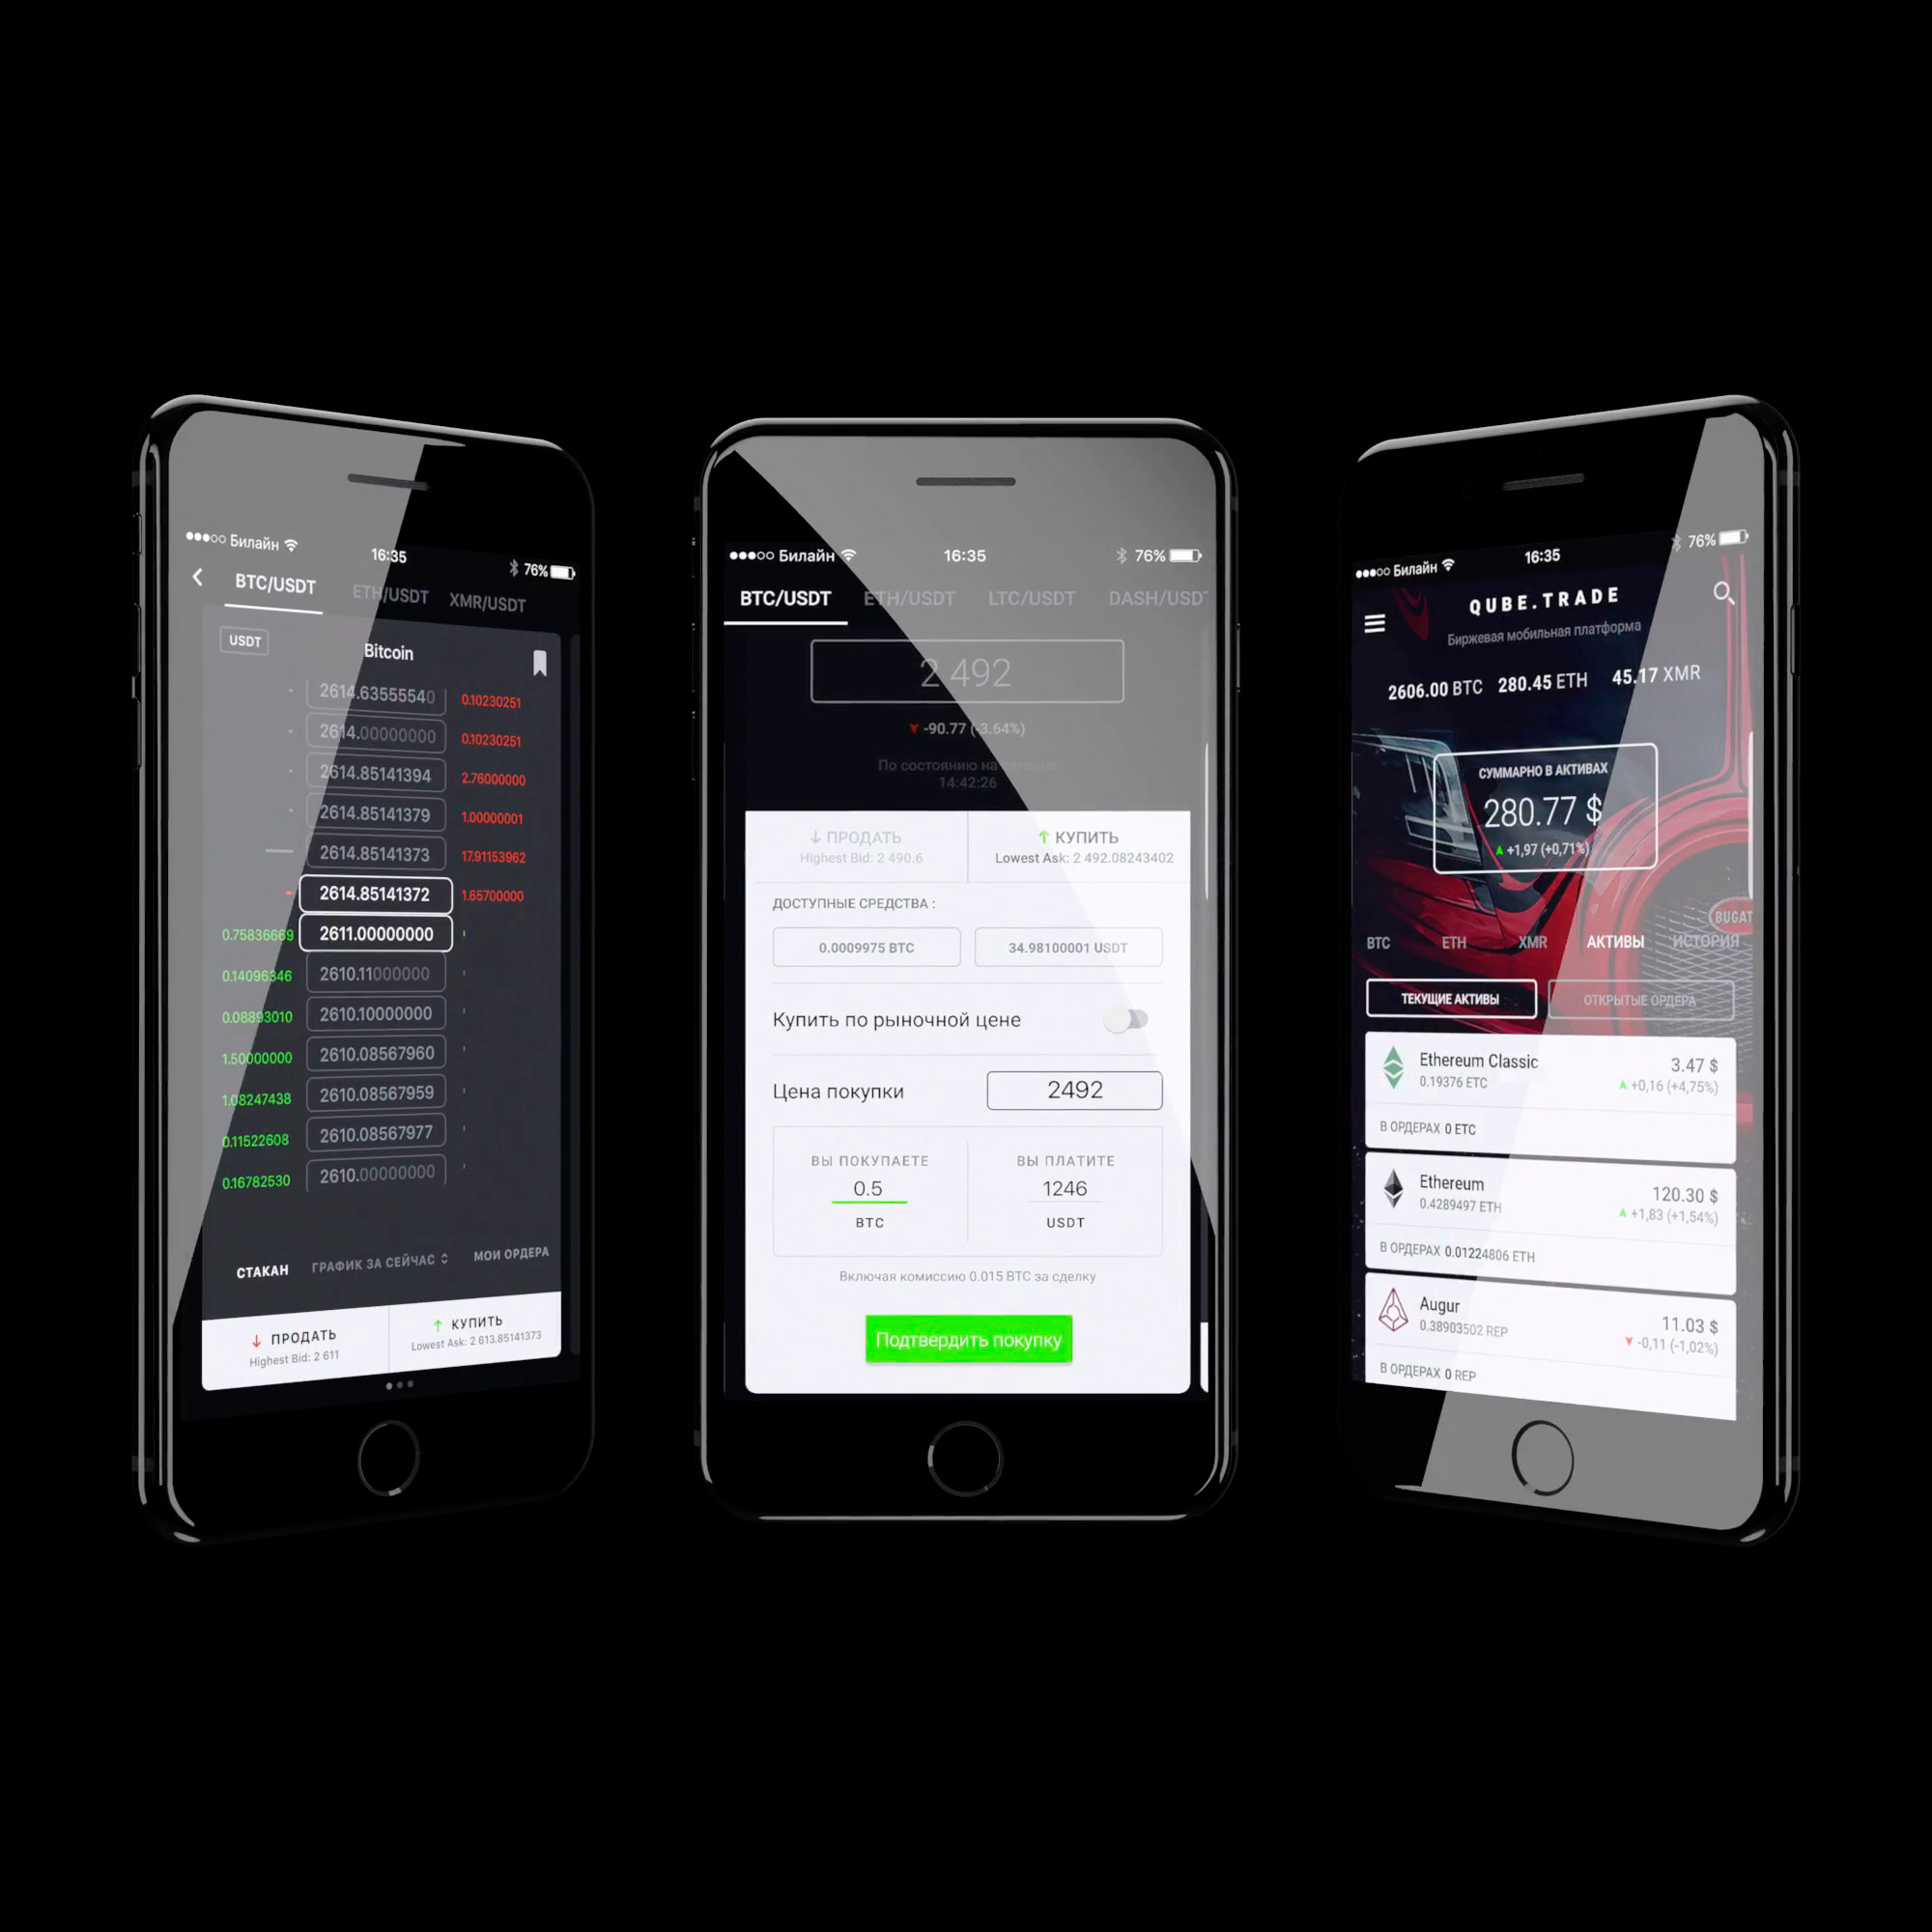 Билайн
16:35
76%
BTC/USDT ETH/USDT XMR/USDT
USDT
Bitcoin
2614.636555540 0.10230251
2614.00000000 0.10230251
2614.85141394 2.76000000
2614.85141379 1.00000001
2614.85141373 17.91153962
2614.85141372 1.65700000
0.75836669 2611.00000000
0.14096346 2610.11000000
0.08893010 2610.10000000
1.50000000 2610.08567960
1.08247438 2610.08567959
0.11522608 2610.08567977
0.16782530 2610.00000000
СТАКАН ГРАФИК ЗА СЕЙЧАС МОИ ОРДЕРА
ПРОДАТЬ
Highest Bid: 2 611
КУПИТЬ
Lowest Ask: 2 613.85141373
Билайн 16:35 76%
BTC/USDT ETH/USDT LTC/USDT DASH/USDT
2 492
-90.77 (-3.64%)
По состоянию на сегодня
14:42:26
ПРОДАТЬ
Highest Bid: 2 490.6
КУПИТЬ
Lowest Ask: 2 492.08243402
ДОСТУПНЫЕ СРЕДСТВА :
0.0009975 BTC 34.98100001 USDT
Купить по рыночной цене
Цена покупки 2492
ВЫ ПОКУПАЕТЕ
0.5
BTC
ВЫ ПЛАТИТЕ
1246
USDT
Включая комиссию 0.015 BTC за сделку
Подтвердить покупку
Билайн 16:35 76%
QUBE.TRADE
Биржевая мобильная платформа
2606.00 BTC 280.45 ETH 45.17 XMR
СУММАРНО В АКТИВАХ
280.77 $
+1,97 (+0,71%)
BUGAT
BTC ETH XMR АКТИВЫ ИСТОРИЯ
ТЕКУЩИЕ АКТИВЫ ОТКРЫТЫЕ ОРДЕРА
Ethereum Classic 3.47 $
0.19376 ETC +0,16 (+4,75%)
В ОРДЕРАХ 0 ETC
Ethereum 120.30 $
0.4289497 ETH +1,83 (+1,54%)
В ОРДЕРАХ 0.01224806 ETH
Augur 11.03 $
0.38903502 REP -0,11 (-1,02%)
В ОРДЕРАХ 0 REP